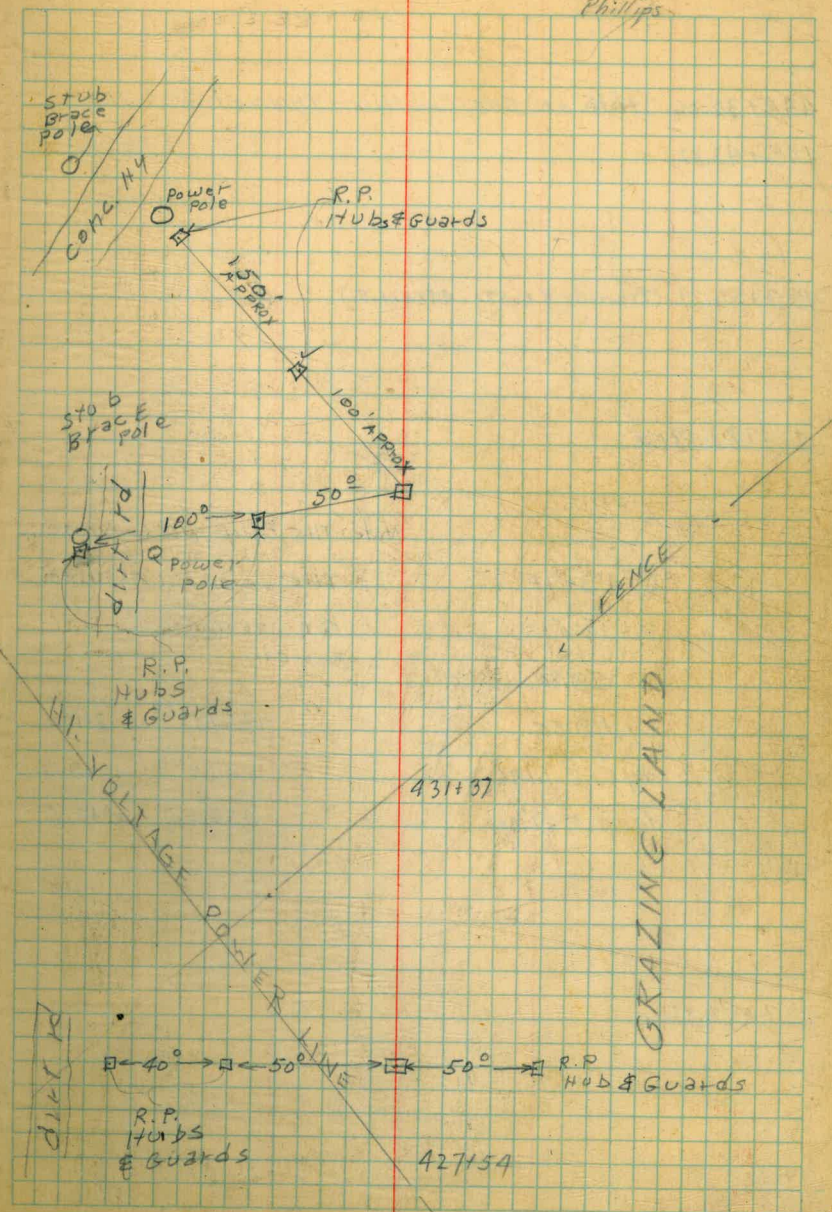 Phillips
Stub
Brace
pole
Conc. Hy
power
pole
R.P.
Hubs & Guards
150'
APPROX
100' APPROX
Stub
BracE
pole
dirt rd
100°
50°
power
pole
R.P.
Hubs
& Guards
FENCE
HI-VOLTAGE POWER LINE
431+37
GRAZING LAND
dirt rd
40°
50°
50°
R.P.
Hub & Guards
R.P.
Hubs
& Guards
427+54